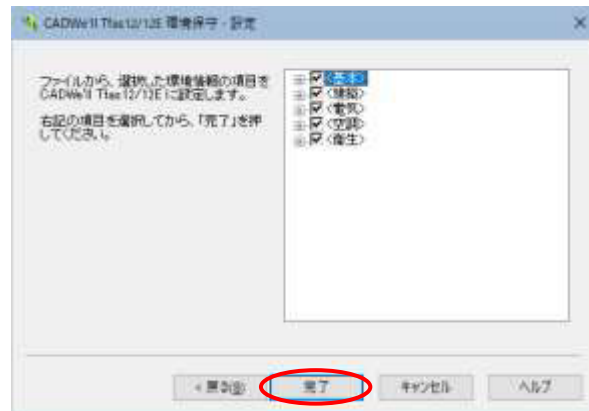 CADWe'll Tfas12/12E 環境保守 - 設定
ファイルから、選択した環境情報の項目を
CADWe'll Tfas12/12Eに設定します。
右記の項目を選択してから、「完了」を押
してください。
<基本>
<建築>
<電気>
<空調>
<衛生>
< 戻る(B)
完了
キャンセル
ヘルプ